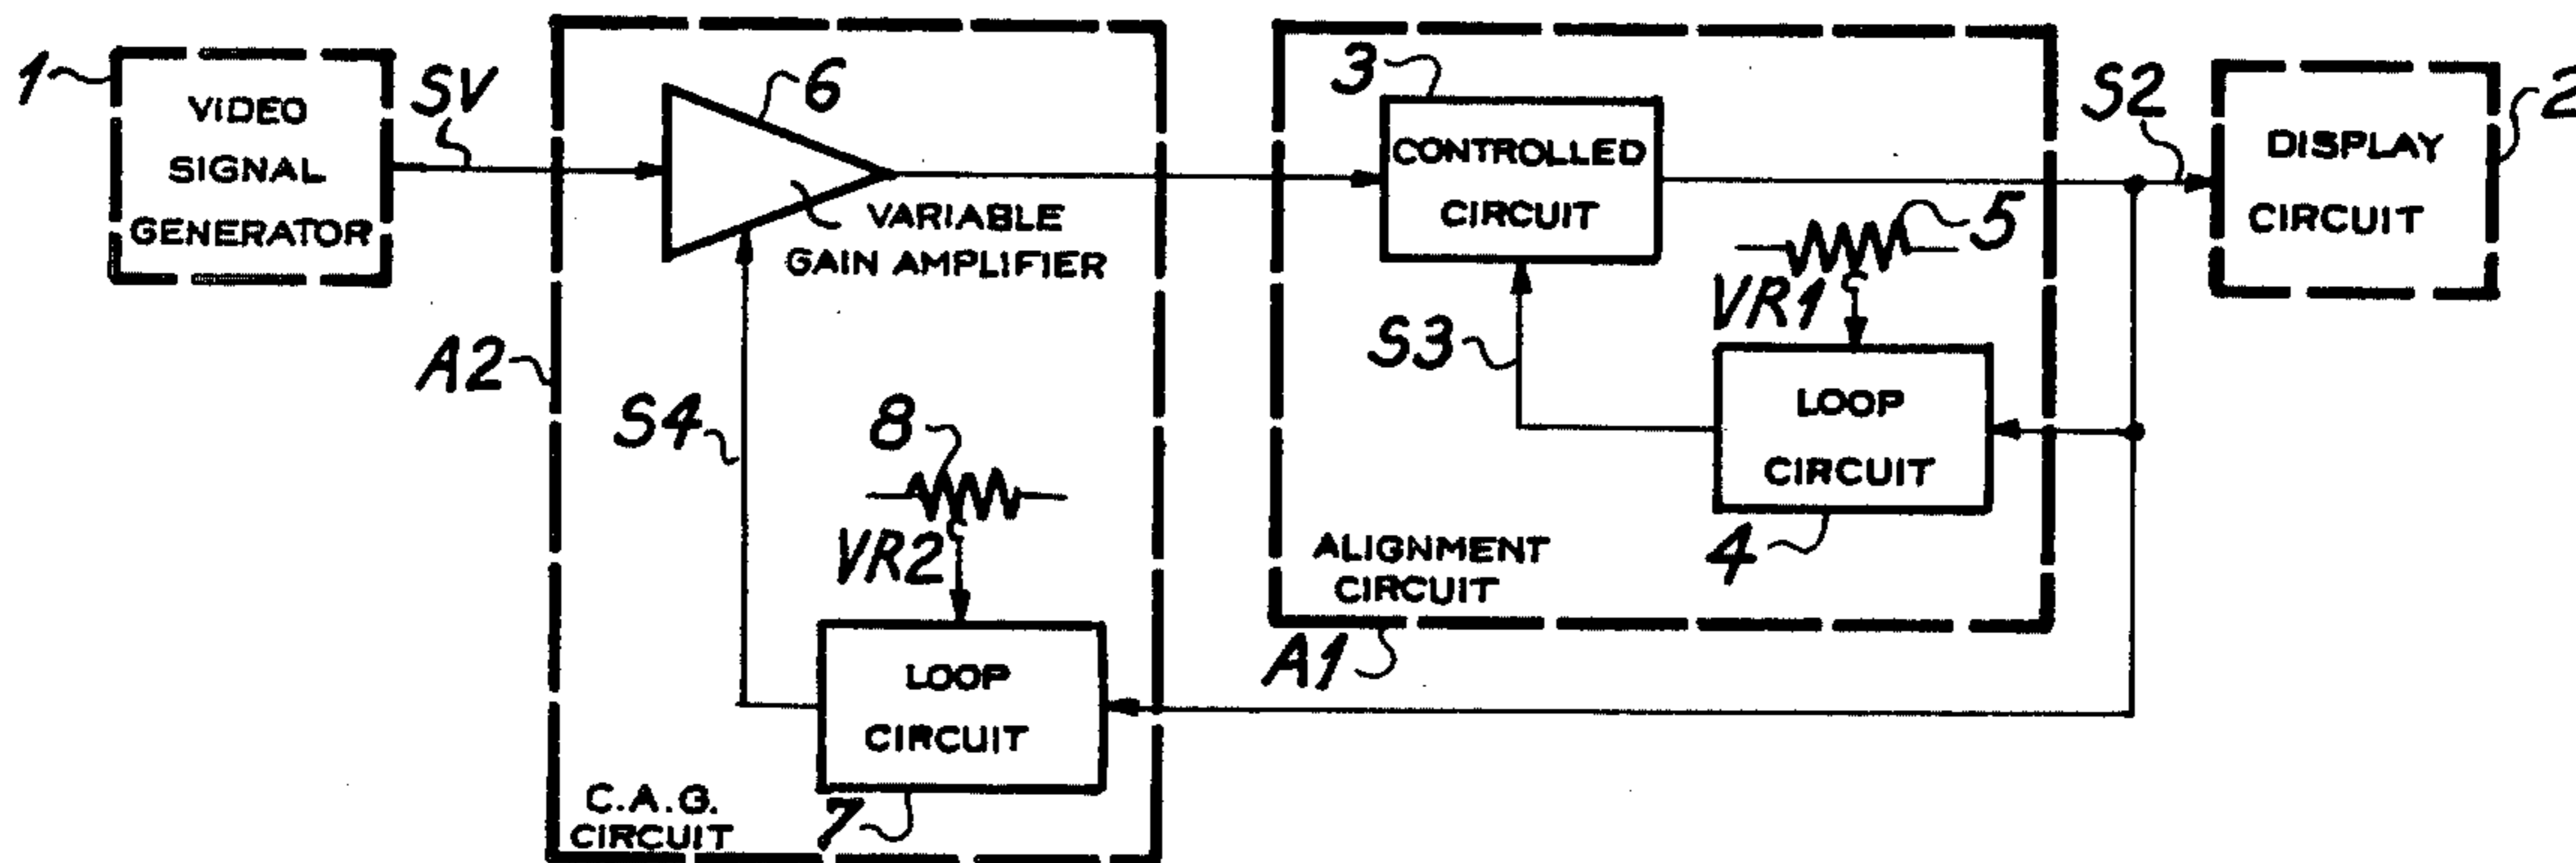 1
VIDEO
SIGNAL
GENERATOR
SV
A2
6
VARIABLE
GAIN AMPLIFIER
S4
8
VR2
LOOP
CIRCUIT
7
C.A.G.
CIRCUIT
3
CONTROLLED
CIRCUIT
5
VR1
S3
LOOP
CIRCUIT
4
ALIGNMENT
CIRCUIT
A1
S2
DISPLAY
CIRCUIT
2